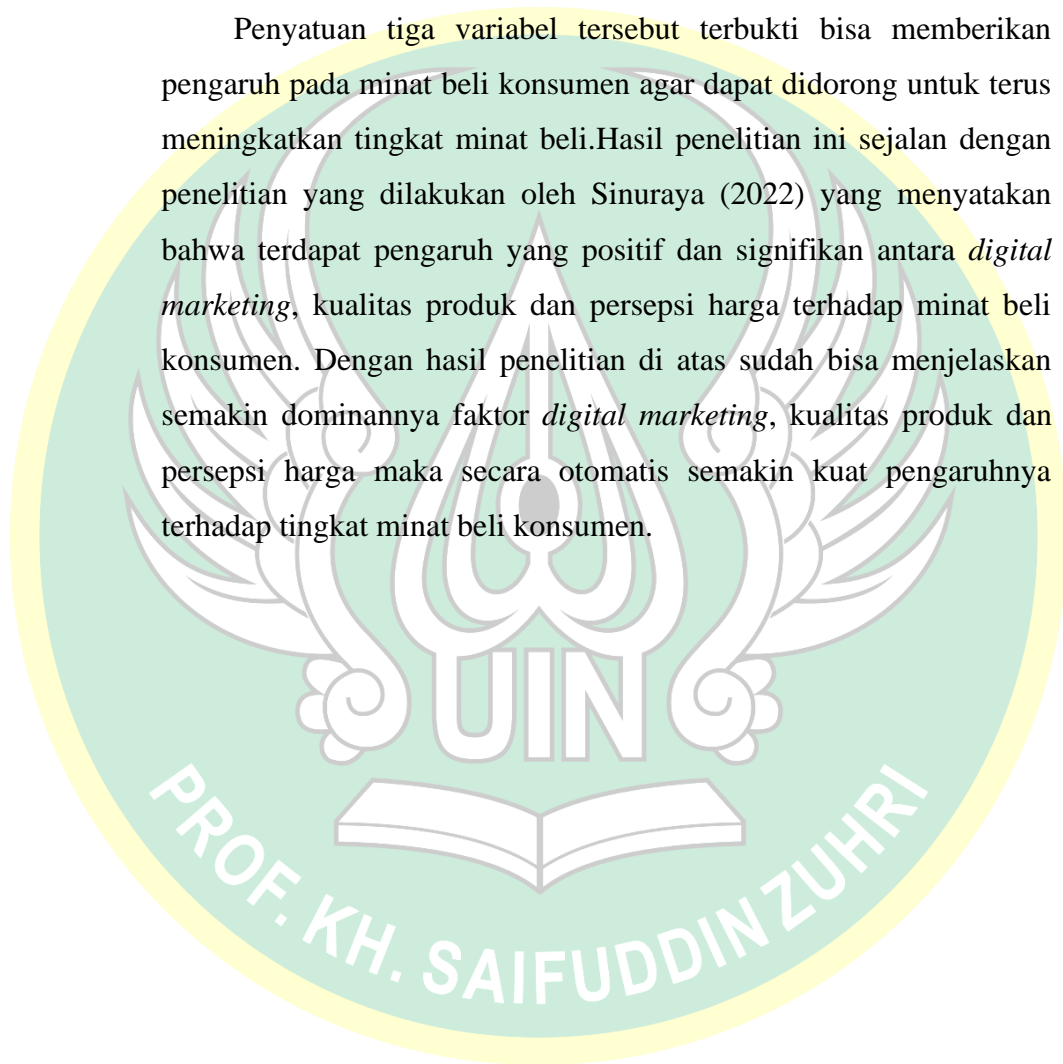 Penyatuan tiga variabel tersebut terbukti bisa memberikan
pengaruh pada minat beli konsumen agar dapat didorong untuk terus
meningkatkan tingkat minat beli.Hasil penelitian ini sejalan dengan
penelitian yang dilakukan oleh Sinuraya (2022) yang menyatakan
bahwa terdapat pengaruh yang positif dan signifikan antara digital
marketing, kualitas produk dan persepsi harga terhadap minat beli
konsumen. Dengan hasil penelitian di atas sudah bisa menjelaskan
semakin dominannya faktor digital marketing, kualitas produk dan
persepsi harga maka secara otomatis semakin kuat pengaruhnya
terhadap tingkat minat beli konsumen.
UIN
PROF. KH. SAIFUDDIN ZUHRI